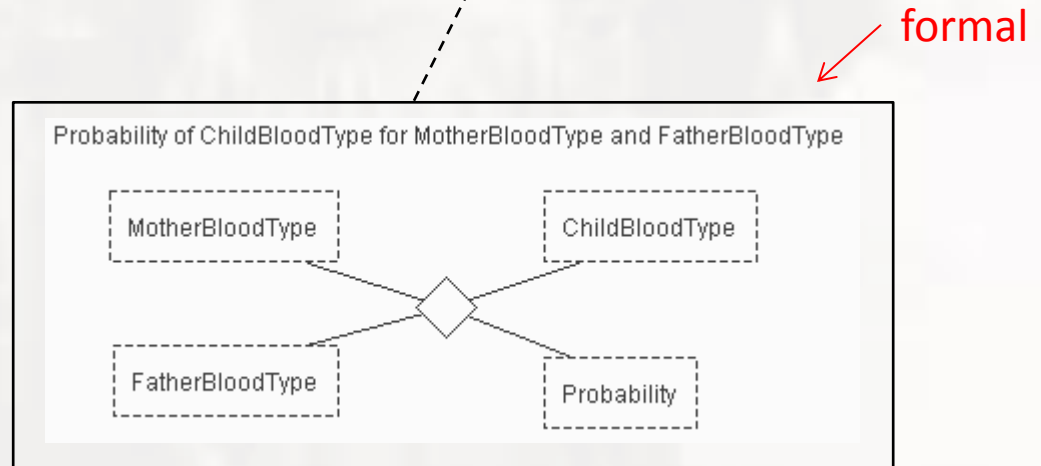 formal
Probability of ChildBloodType for MotherBloodType and FatherBloodType
MotherBloodType
ChildBloodType
FatherBloodType
Probability